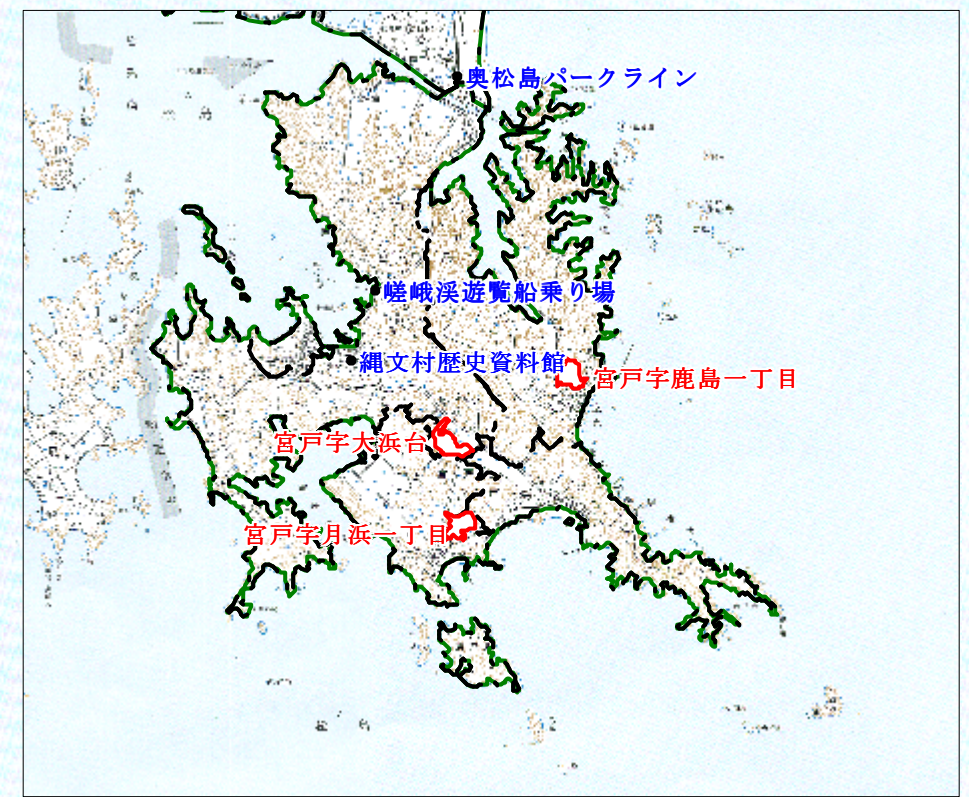 奥松島パークライン
嵯峨渓遊覧船乗り場
縄文村歴史資料館
宮戸字鹿島一丁目
宮戸字大浜台
宮戸字月浜一丁目